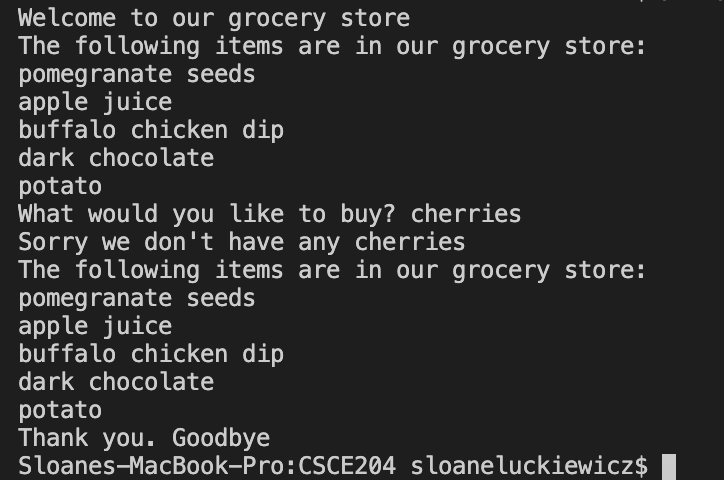 Welcome to our grocery store
The following items are in our grocery store:
pomegranate seeds
apple juice
buffalo chicken dip
dark chocolate
potato
What would you like to buy? cherries
Sorry we don't have any cherries
The following items are in our grocery store:
pomegranate seeds
apple juice
buffalo chicken dip
dark chocolate
potato
Thank you. Goodbye
Sloanes-MacBook-Pro:CSCE204 sloaneluckiewicz$